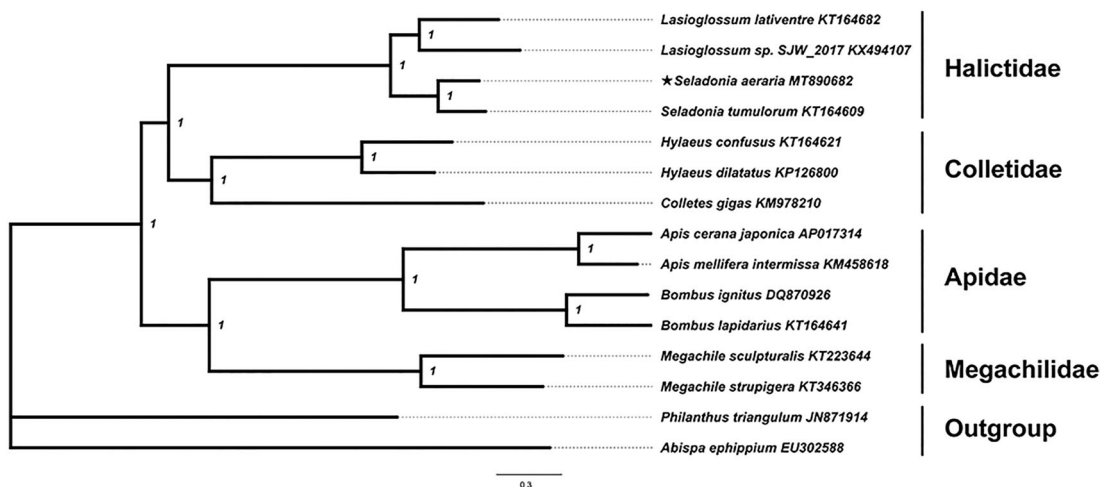 Lasioglossum lativentre KT164682
Lasioglossum sp. SJW_2017 KX494107
★Seladonia aeraria MT890682
Seladonia tumulorum KT164609
Halictidae
Hylaeus confusus KT164621
Hylaeus dilatatus KP126800
Colletes gigas KM978210
Colletidae
Apis cerana japonica AP017314
Apis mellifera intermissa KM458618
Bombus ignitus DQ870926
Bombus lapidarius KT164641
Apidae
Megachile sculpturalis KT223644
Megachile strupigera KT346366
Megachilidae
Philanthus triangulum JN871914
Abispa ephippium EU302588
Outgroup
1
1
1
1
1
1
1
1
1
1
1
1
0.3